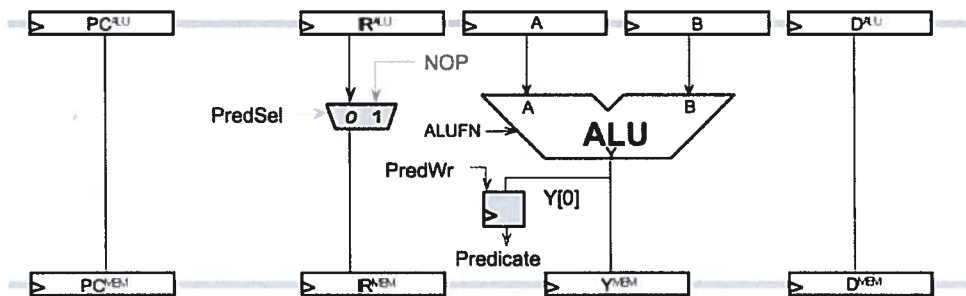 PC^ALU IR^ALU A B D^ALU
NOP
PredSel 0 1 A B
ALUFN ALU
Y
PredWr
Y[0]
Predicate
PC^MEM IR^MEM Y^MEM D^MEM